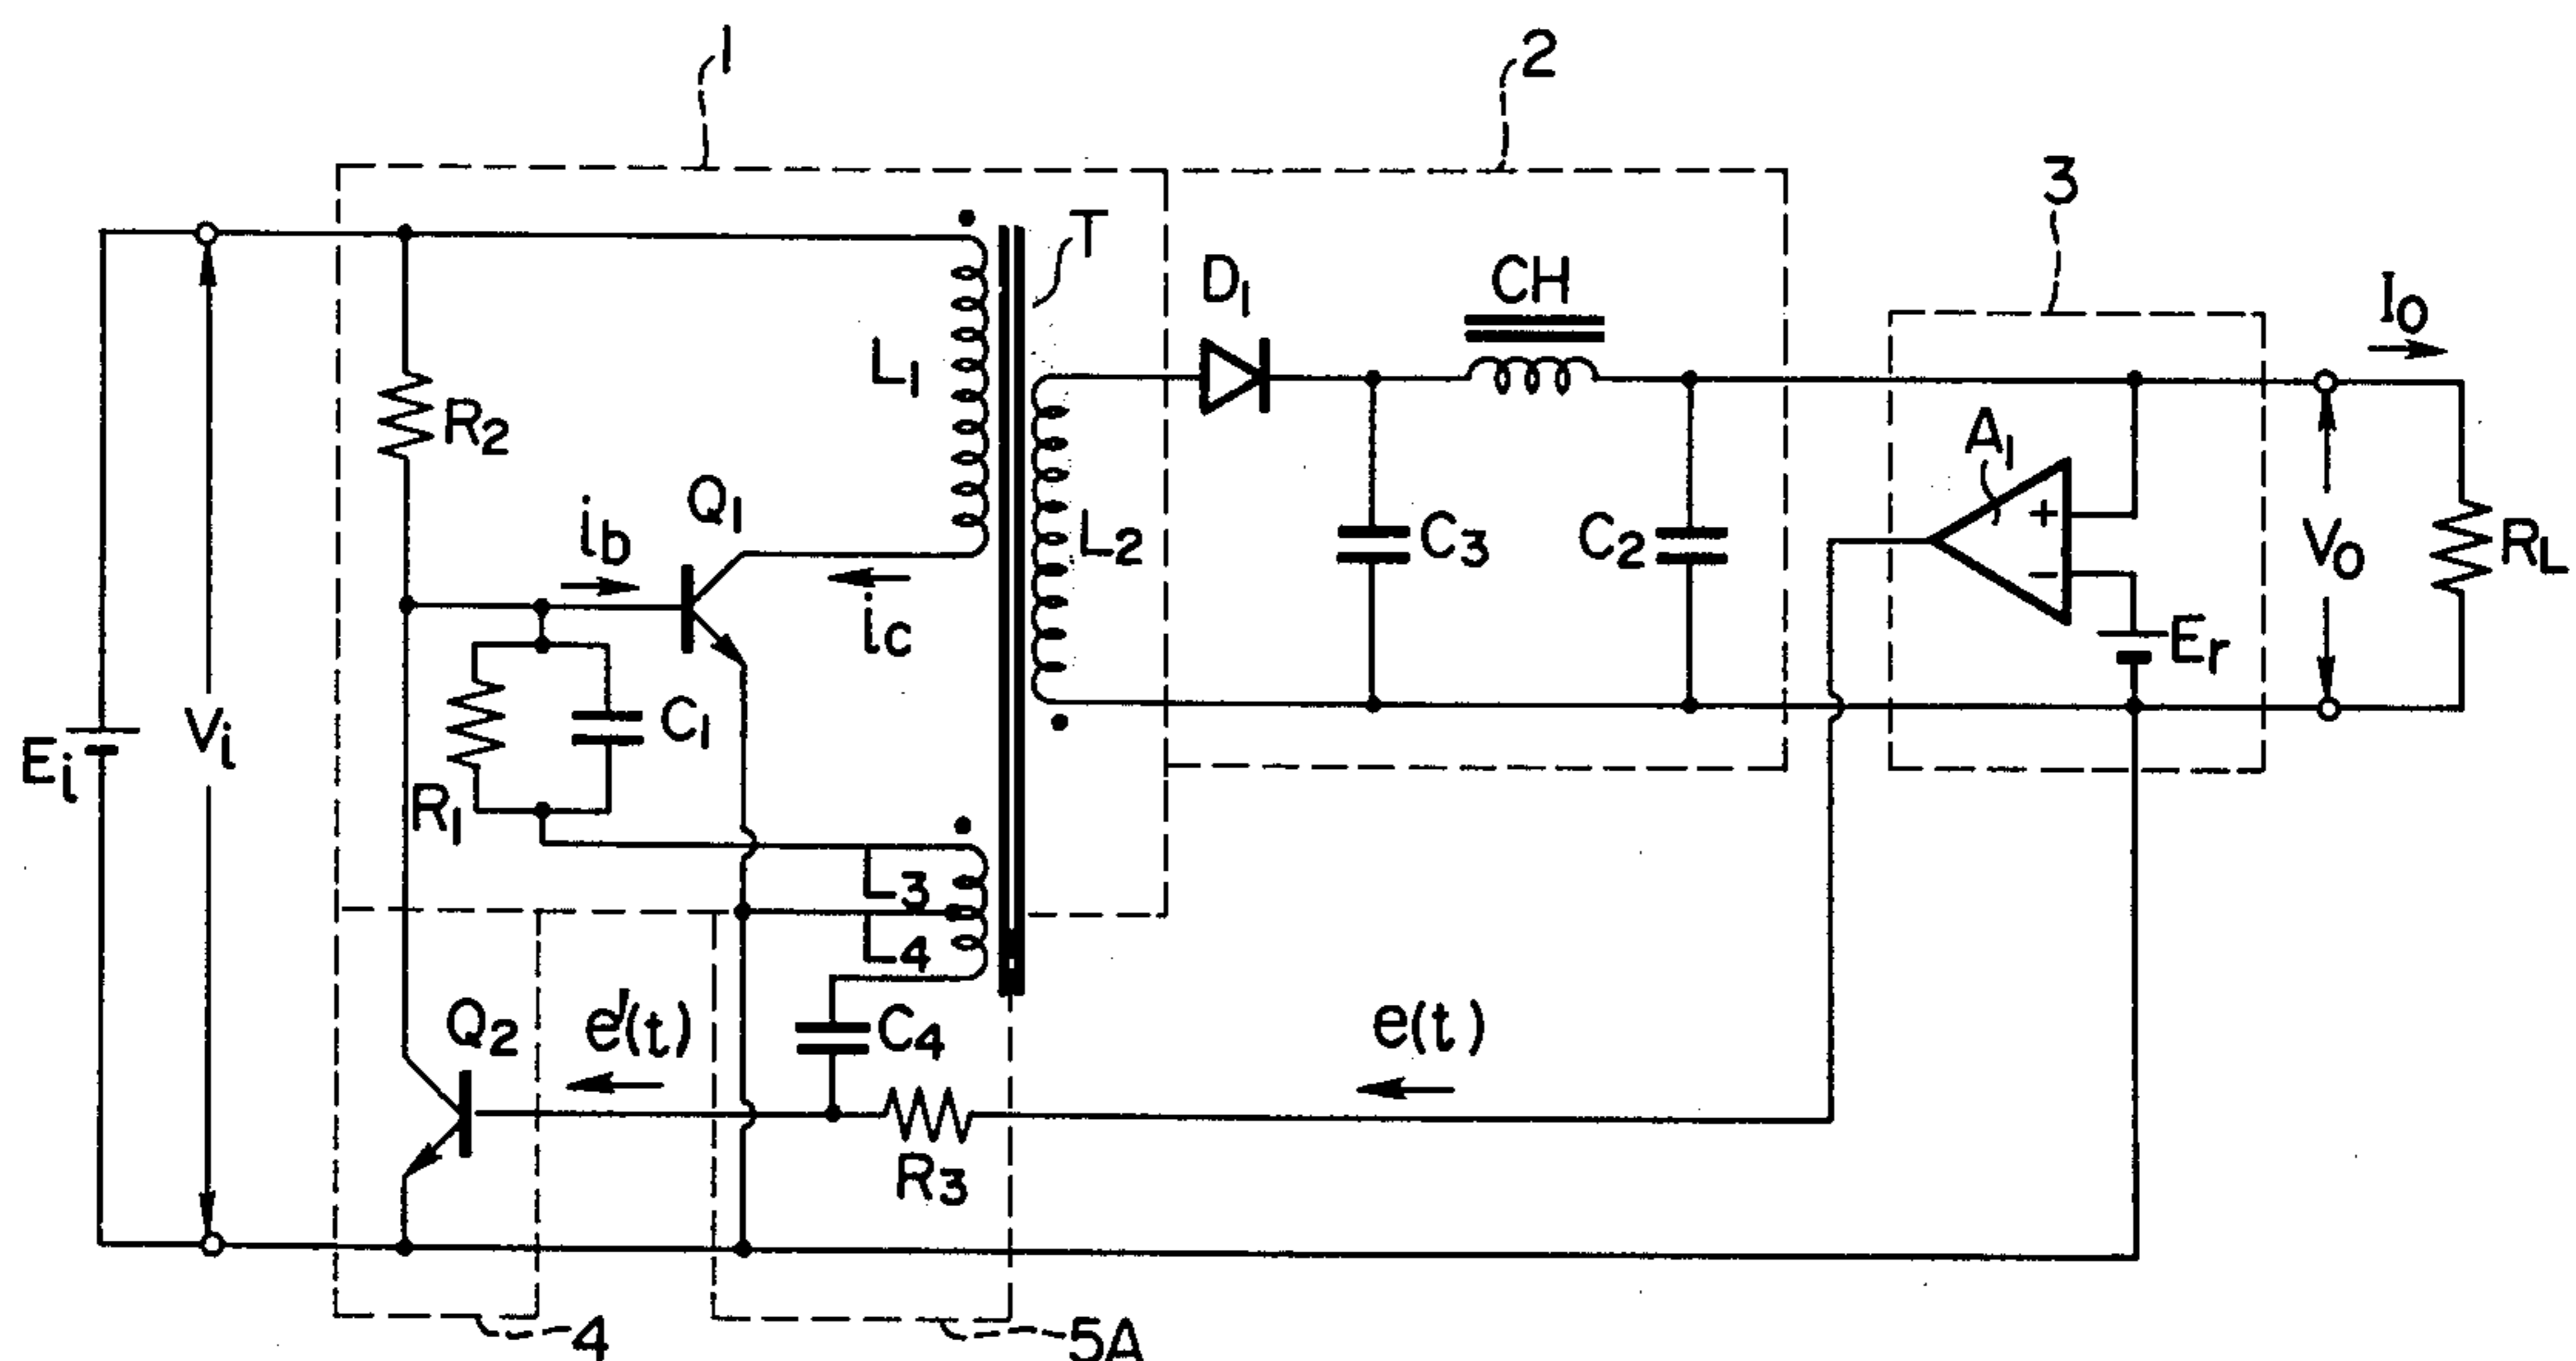 1
2
3
T
D1
CH
I0
L1
A1
R2
Q1
ib
L2
C3
C2
+
V0
RL
ic
−
Er
C1
Vi
Ei
R1
L3
L4
Q2
e'(t)
C4
e(t)
R3
4
5A